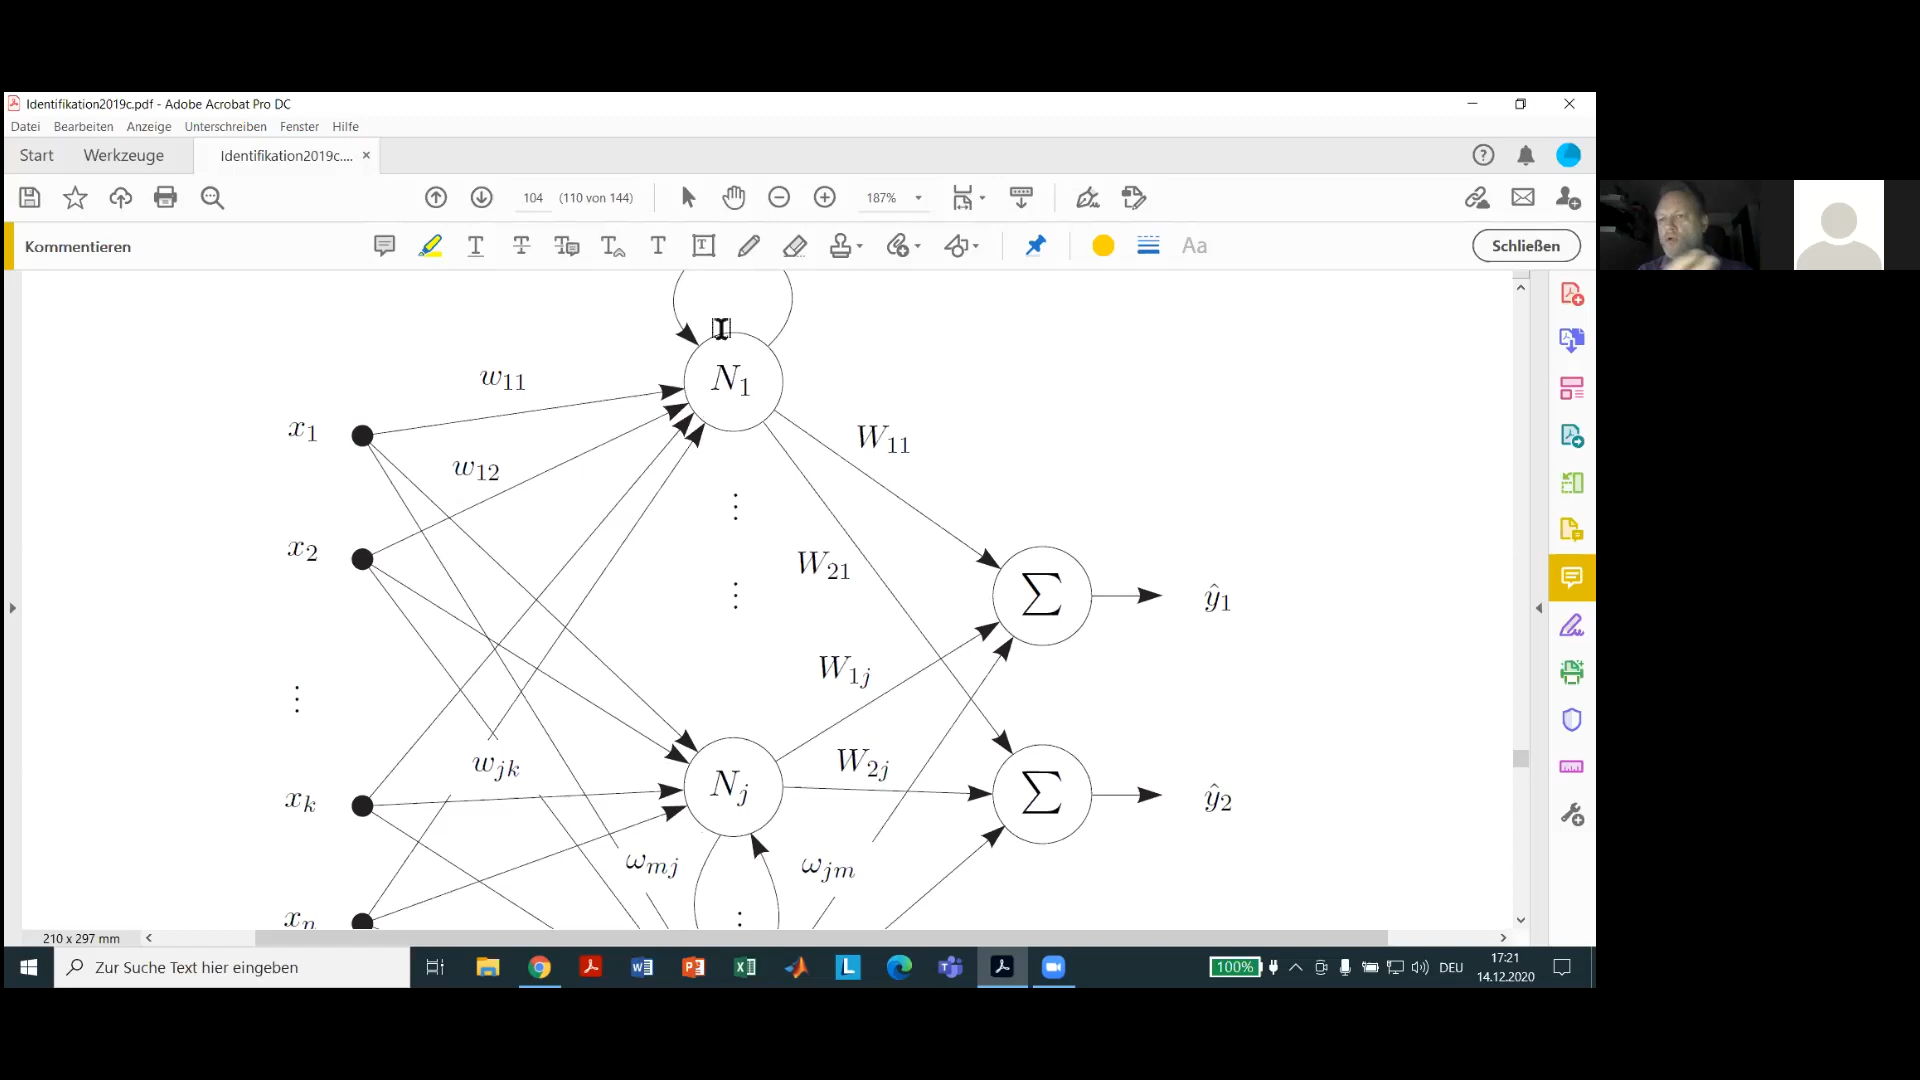 Identifikation2019c.pdf - Adobe Acrobat Pro DC
Datei Bearbeiten Anzeige Unterschreiben Fenster Hilfe
Start Werkzeuge Identifikation2019c.... ×
104 (110 von 144) 187%
Kommentieren Aa Schließen
N₁
w₁₁
x₁
W₁₁
w₁₂
⋮
x₂
W₂₁
⋮
∑
ŷ₁
W₁ⱼ
⋮
wⱼₖ
W₂ⱼ
Nⱼ
xₖ
∑
ŷ₂
ωₘⱼ
ωⱼₘ
xₙ
⋮
210 x 297 mm
Zur Suche Text hier eingeben
100%
DEU
17:21
14.12.2020